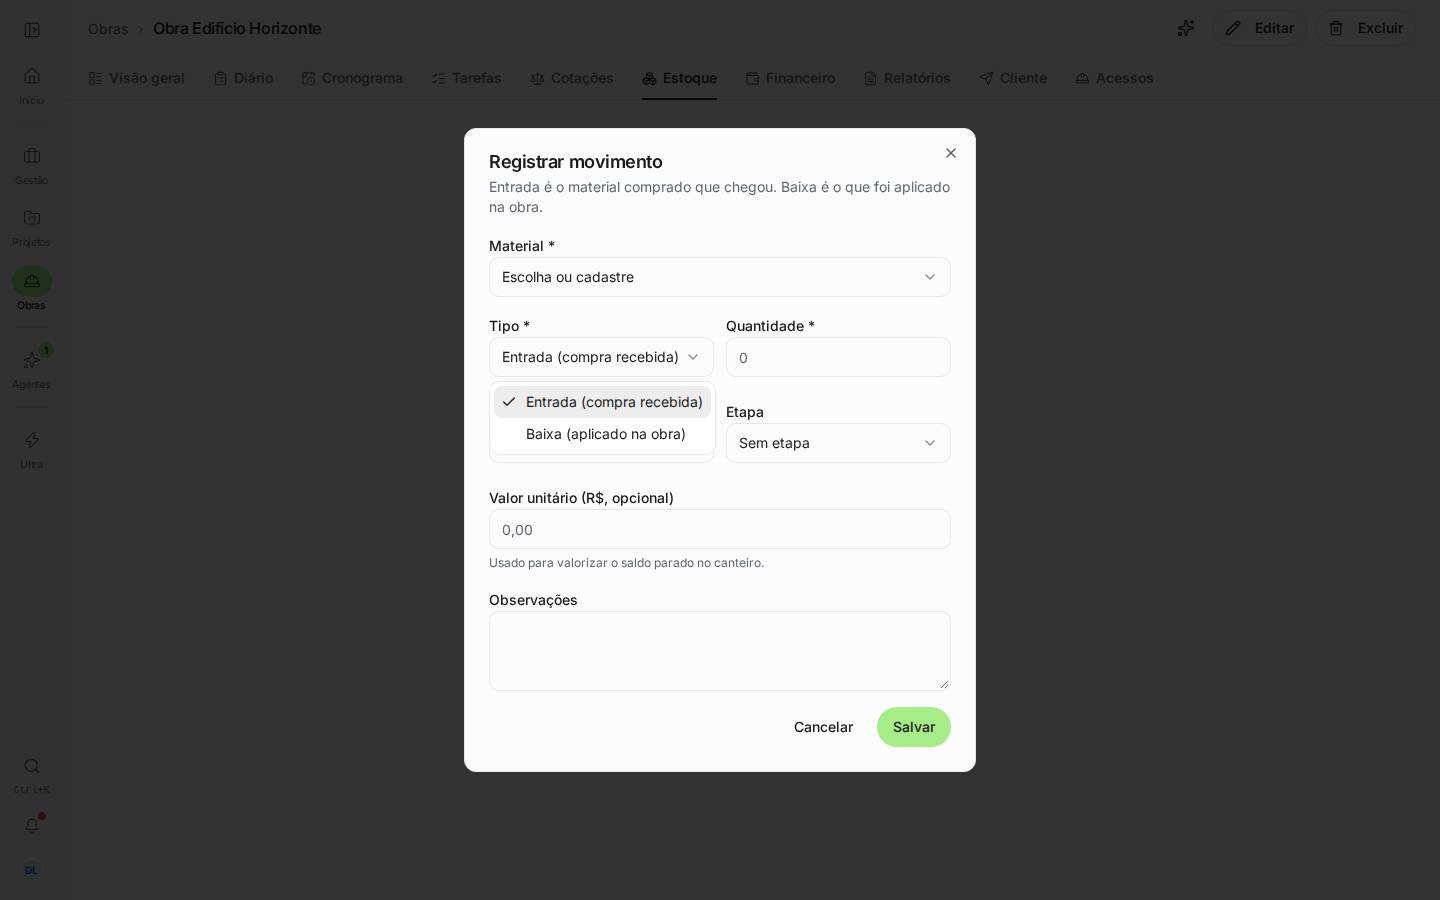 Obras
Obra Edifício Horizonte
Editar
Excluir
Visão geral
Diário
Cronograma
Tarefas
Cotações
Estoque
Financeiro
Relatórios
Cliente
Acessos
Início
Gestão
Projetos
Obras
1
Agentes
Ultra
Ctrl+K
DL
Registrar movimento
Entrada é o material comprado que chegou. Baixa é o que foi aplicado
na obra.
Material *
Escolha ou cadastre
Tipo *
Quantidade *
Entrada (compra recebida)
0
Entrada (compra recebida)
Baixa (aplicado na obra)
Etapa
Sem etapa
Valor unitário (R$, opcional)
0,00
Usado para valorizar o saldo parado no canteiro.
Observações
Cancelar
Salvar